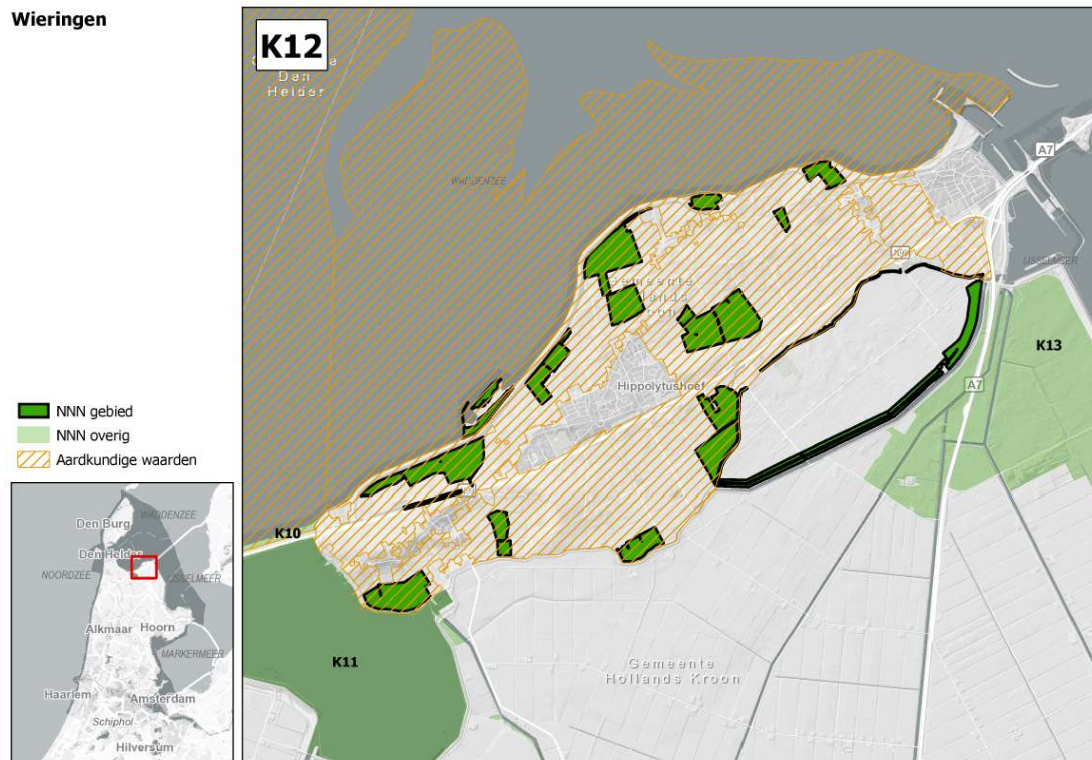 Wieringen
K12
Den
Helder
WADDENZEE
A7
N99
IJSSELMEER
Gemeente
Hollands
Kroon
Hippolytushoef
K13
A7
K10
K11
Gemeente
Hollands Kroon
NNN gebied
NNN overig
Aardkundige waarden
Den Burg
WADDENZEE
Den Helder
NOORDZEE
IJSSELMEER
Alkmaar
Hoorn
MARKERMEER
Haarlem
Amsterdam
Schiphol
Hilversum